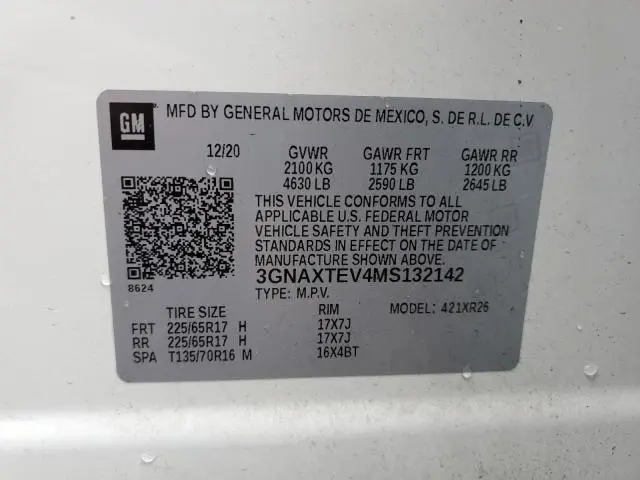 GM
MFD BY GENERAL MOTORS DE MEXICO, S. DE R.L. DE C.V
12/20 GVWR GAWR FRT GAWR RR
2100 KG 1175 KG 1200 KG
4630 LB 2590 LB 2645 LB
THIS VEHICLE CONFORMS TO ALL
APPLICABLE U.S. FEDERAL MOTOR
VEHICLE SAFETY AND THEFT PREVENTION
STANDARDS IN EFFECT ON THE DATE OF
MANUFACTURE SHOWN ABOVE.
3GNAXTEV4MS132142
8624
TYPE: M.P.V.
TIRE SIZE RIM MODEL: 421XR26
FRT 225/65R17 H 17X7J
RR 225/65R17 H 17X7J
SPA T135/70R16 M 16X4BT